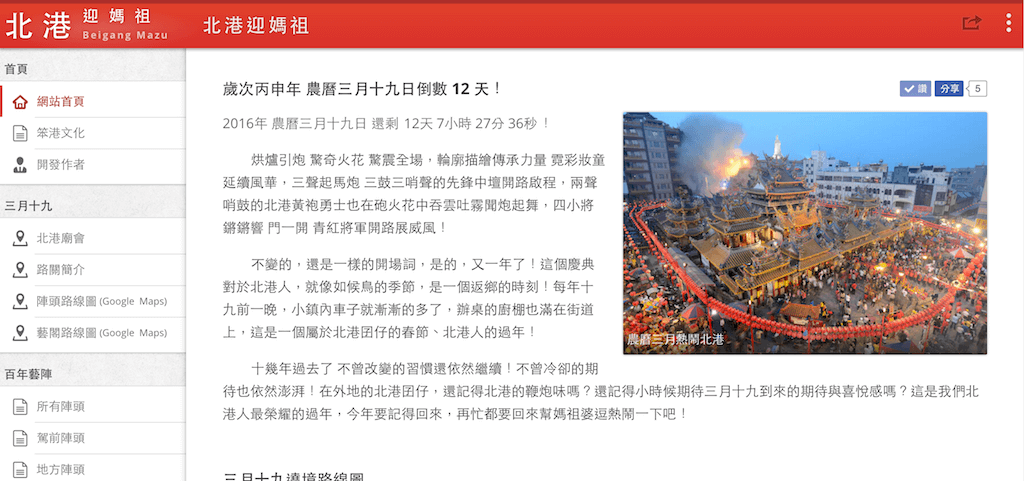 北港 迎媽祖
Beigang Mazu
北港迎媽祖
首頁
網站首頁
笨港文化
開發作者
三月十九
北港廟會
路關簡介
陣頭路線圖 (Google Maps)
藝閣路線圖 (Google Maps)
百年藝陣
所有陣頭
駕前陣頭
地方陣頭
歲次丙申年 農曆三月十九日倒數 12 天！
讚 分享 5
2016年 農曆三月十九日 還剩 12天 7小時 27分 36秒！
烘爐引炮 驚奇火花 驚震全場，輪廓描繪傳承力量 霓彩妝童
延續風華，三聲起馬炮 三鼓三哨聲的先鋒中壇開路啟程，兩聲
哨鼓的北港黃袍勇士也在砲火花中吞雲吐霧聞炮起舞，四小將
鏘鏘響 門一開 青紅將軍開路展威風！
不變的，還是一樣的開場詞，是的，又一年了！這個慶典
對於北港人，就像如候鳥的季節，是一個返鄉的時刻！每年十
九前一晚，小鎮內車子就漸漸的多了，辦桌的廚棚也滿在街道
上，這是一個屬於北港囝仔的春節、北港人的過年！
農曆三月熱鬧北港
十幾年過去了 不曾改變的習慣還依然繼續！不曾冷卻的期
待也依然澎湃！在外地的北港囝仔，還記得北港的鞭炮味嗎？還記得小時候期待三月十九到來的期待與喜悅感嗎？這是我們北
港人最榮耀的過年，今年要記得回來，再忙都要回來幫媽祖婆逗熱鬧一下吧！
三月十九遶境路線圖